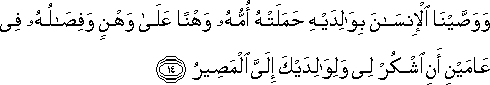 وَوَصَّيْنَا ٱلْإِنسَـٰنَ بِوَٰلِدَيْهِ حَمَلَتْهُ أُمُّهُۥ وَهْنًا عَلَىٰ وَهْنٍ وَفِصَـٰلُهُۥ فِى
عَامَيْنِ أَنِ ٱشْكُرْ لِى وَلِوَٰلِدَيْكَ إِلَىَّ ٱلْمَصِيرُ ﴿١٤﴾